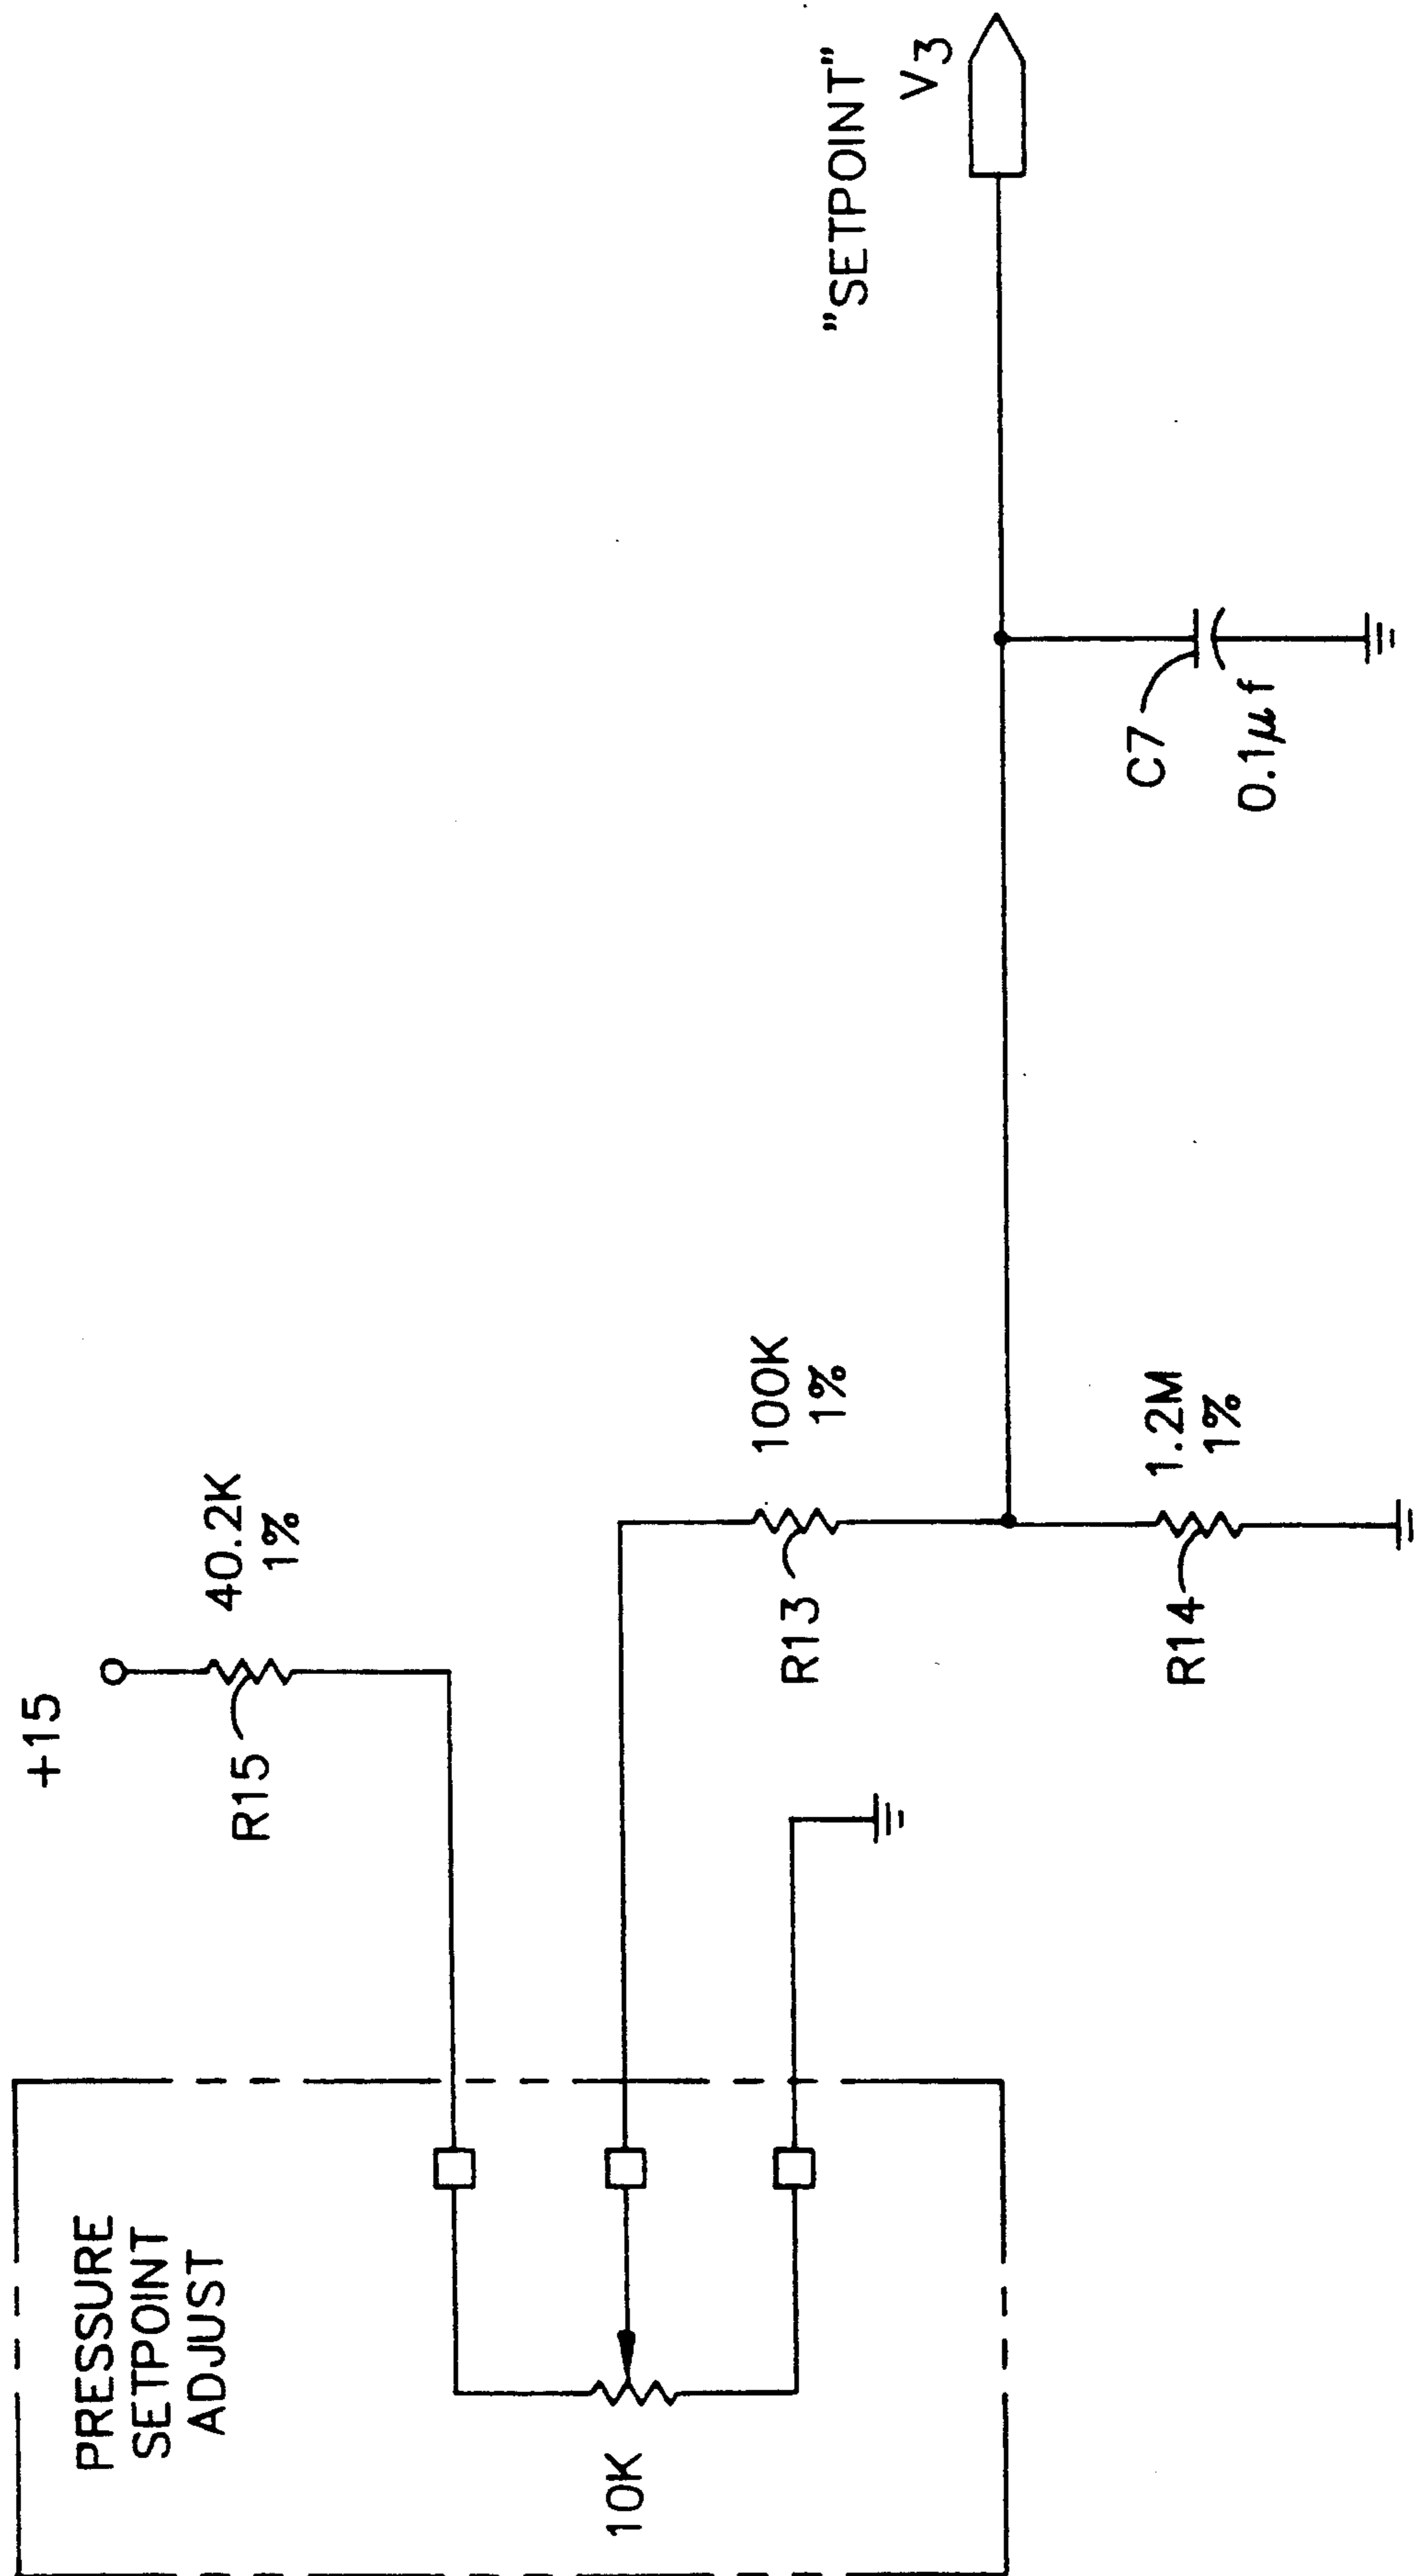 PRESSURE
SETPOINT
ADJUST
10K
+15
R15
40.2K
1%
R13
100K
1%
R14
1.2M
1%
C7
0.1μf
"SETPOINT"
V3